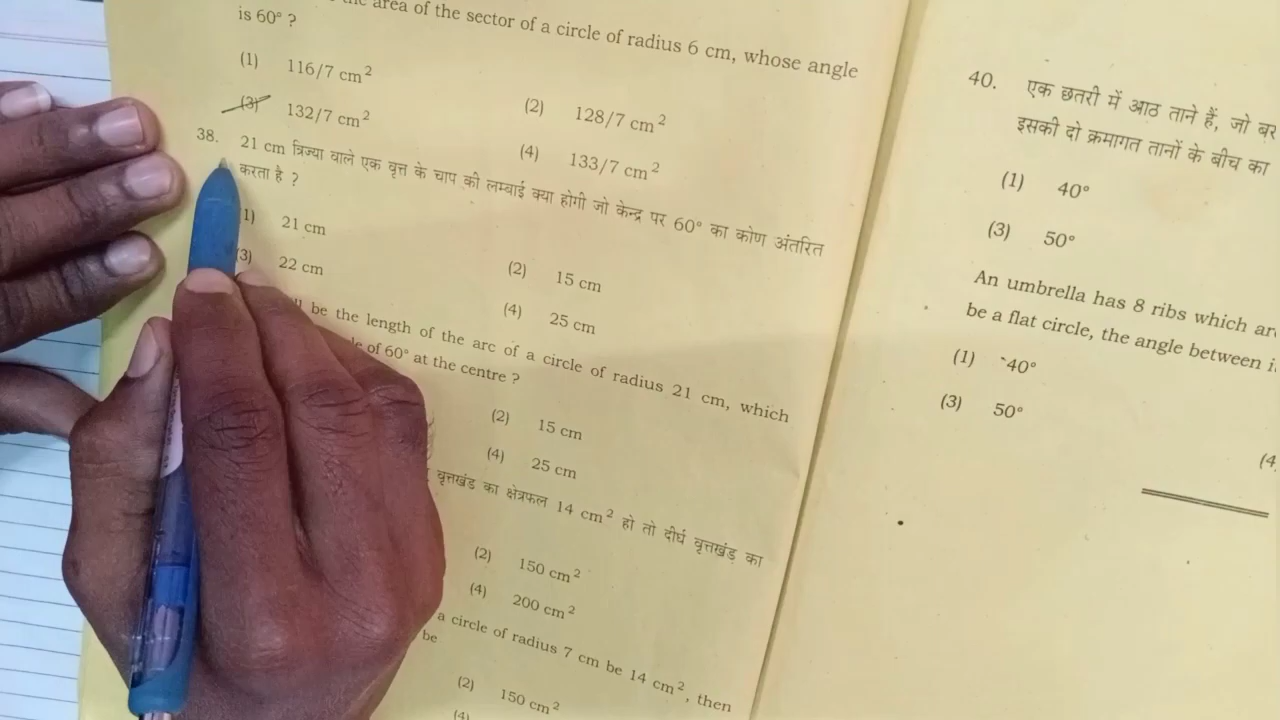 area of the sector of a circle of radius 6 cm, whose angle
is 60° ?
(1) 116/7 cm²
(2) 128/7 cm²
(3) 132/7 cm²
(4) 133/7 cm²
38. 21 cm त्रिज्या वाले एक वृत्त के चाप की लम्बाई क्या होगी जो केन्द्र पर 60° का कोण अंतरित
करता है ?
1) 21 cm
(2) 15 cm
(3) 22 cm
(4) 25 cm
be the length of the arc of a circle of radius 21 cm, which
of 60° at the centre ?
(2) 15 cm
(4) 25 cm
वृत्तखंड का क्षेत्रफल 14 cm² हो तो दीर्घ वृत्तखंड का
(2) 150 cm²
(4) 200 cm²
a circle of radius 7 cm be 14 cm², then
be
(2) 150 cm²
(4)
40. एक छतरी में आठ ताने हैं, जो
इसकी दो क्रमागत तानों के बीच का
(1) 40°
(3) 50°
An umbrella has 8 ribs which
be a flat circle, the angle between
(1) 40°
(3) 50°
(4